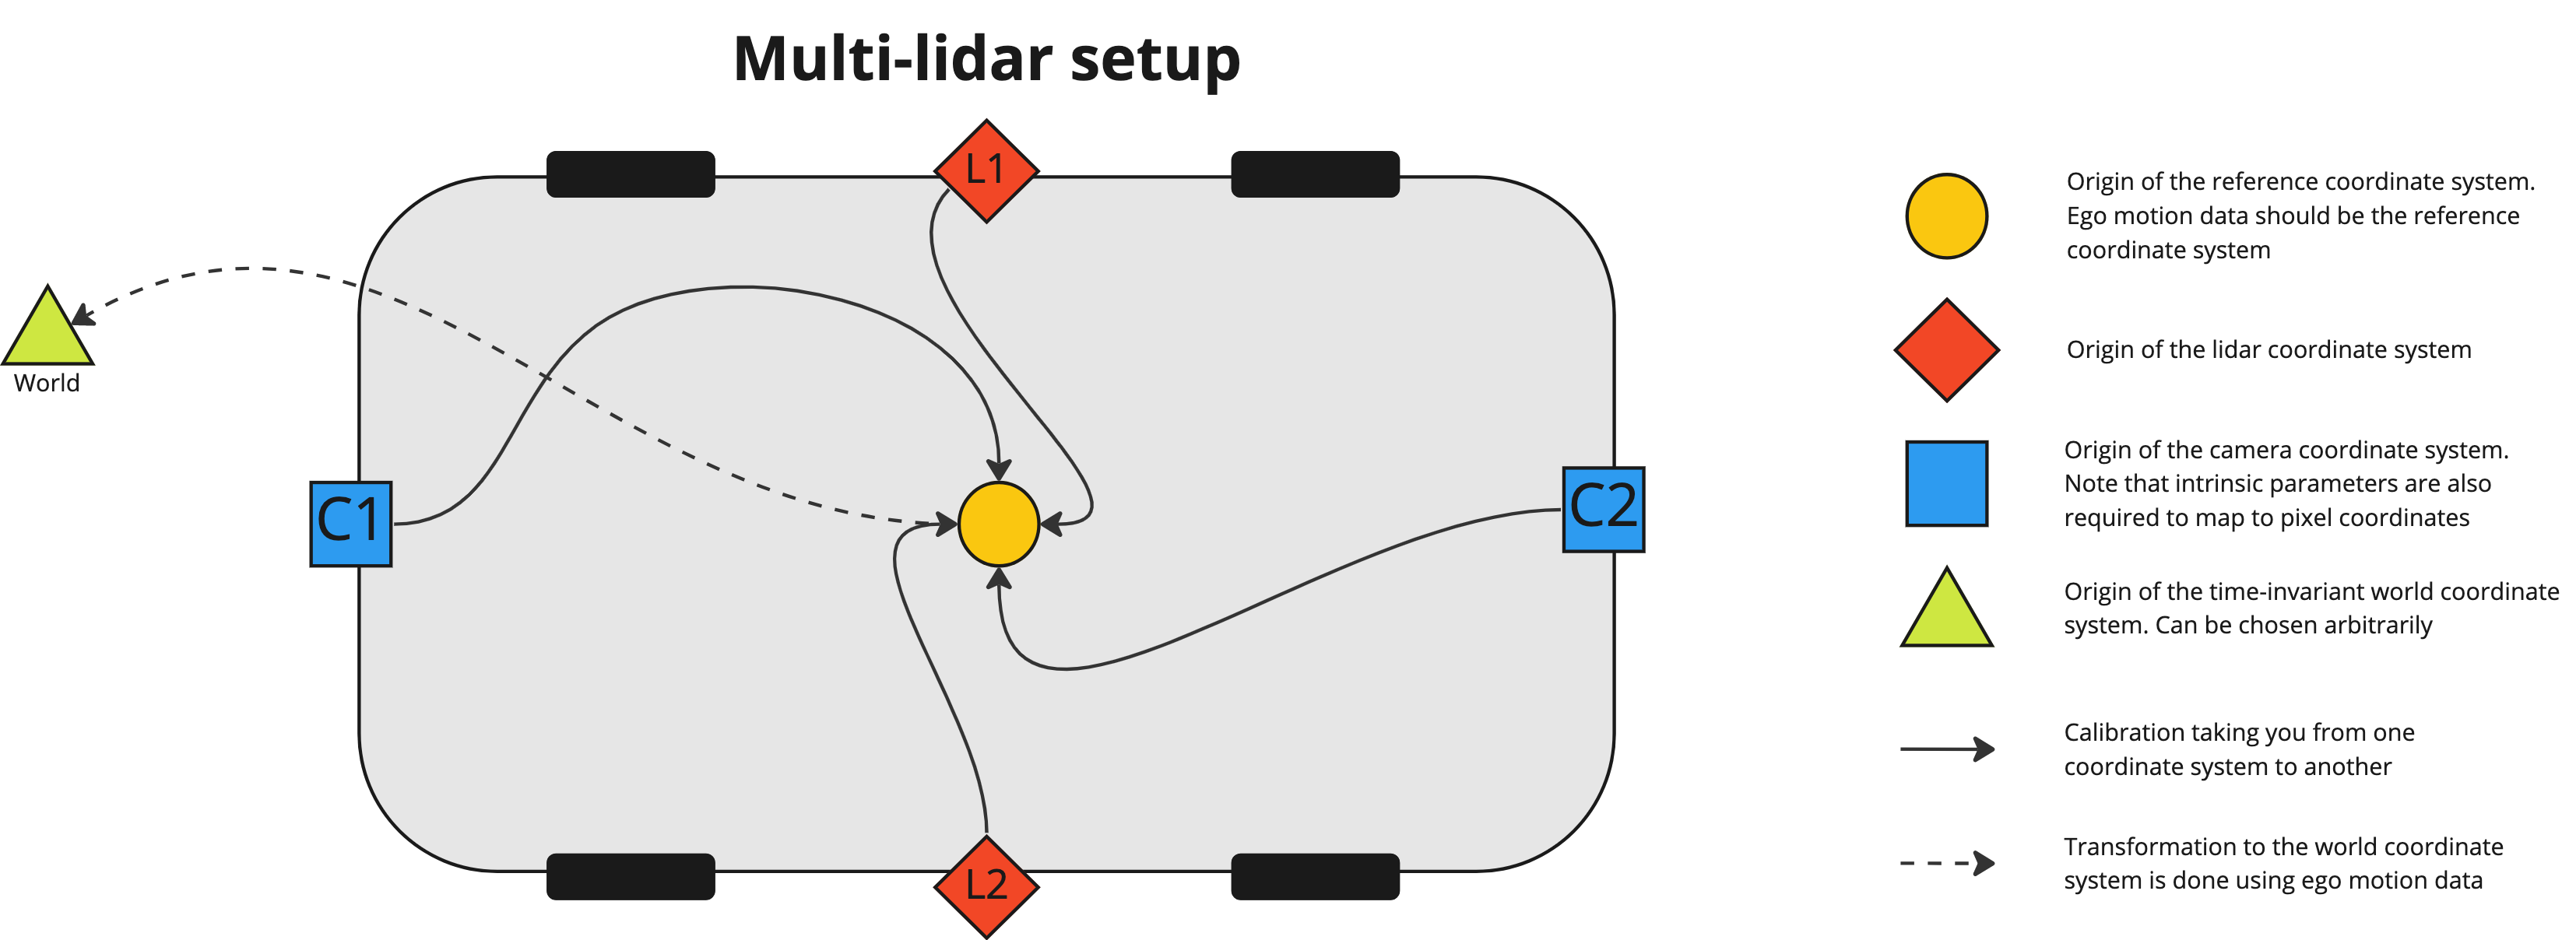 Multi-lidar setup
L1
World
C1
C2
L2
Origin of the reference coordinate system.
Ego motion data should be the reference
coordinate system
Origin of the lidar coordinate system
Origin of the camera coordinate system.
Note that intrinsic parameters are also
required to map to pixel coordinates
Origin of the time-invariant world coordinate
system. Can be chosen arbitrarily
Calibration taking you from one
coordinate system to another
Transformation to the world coordinate
system is done using ego motion data